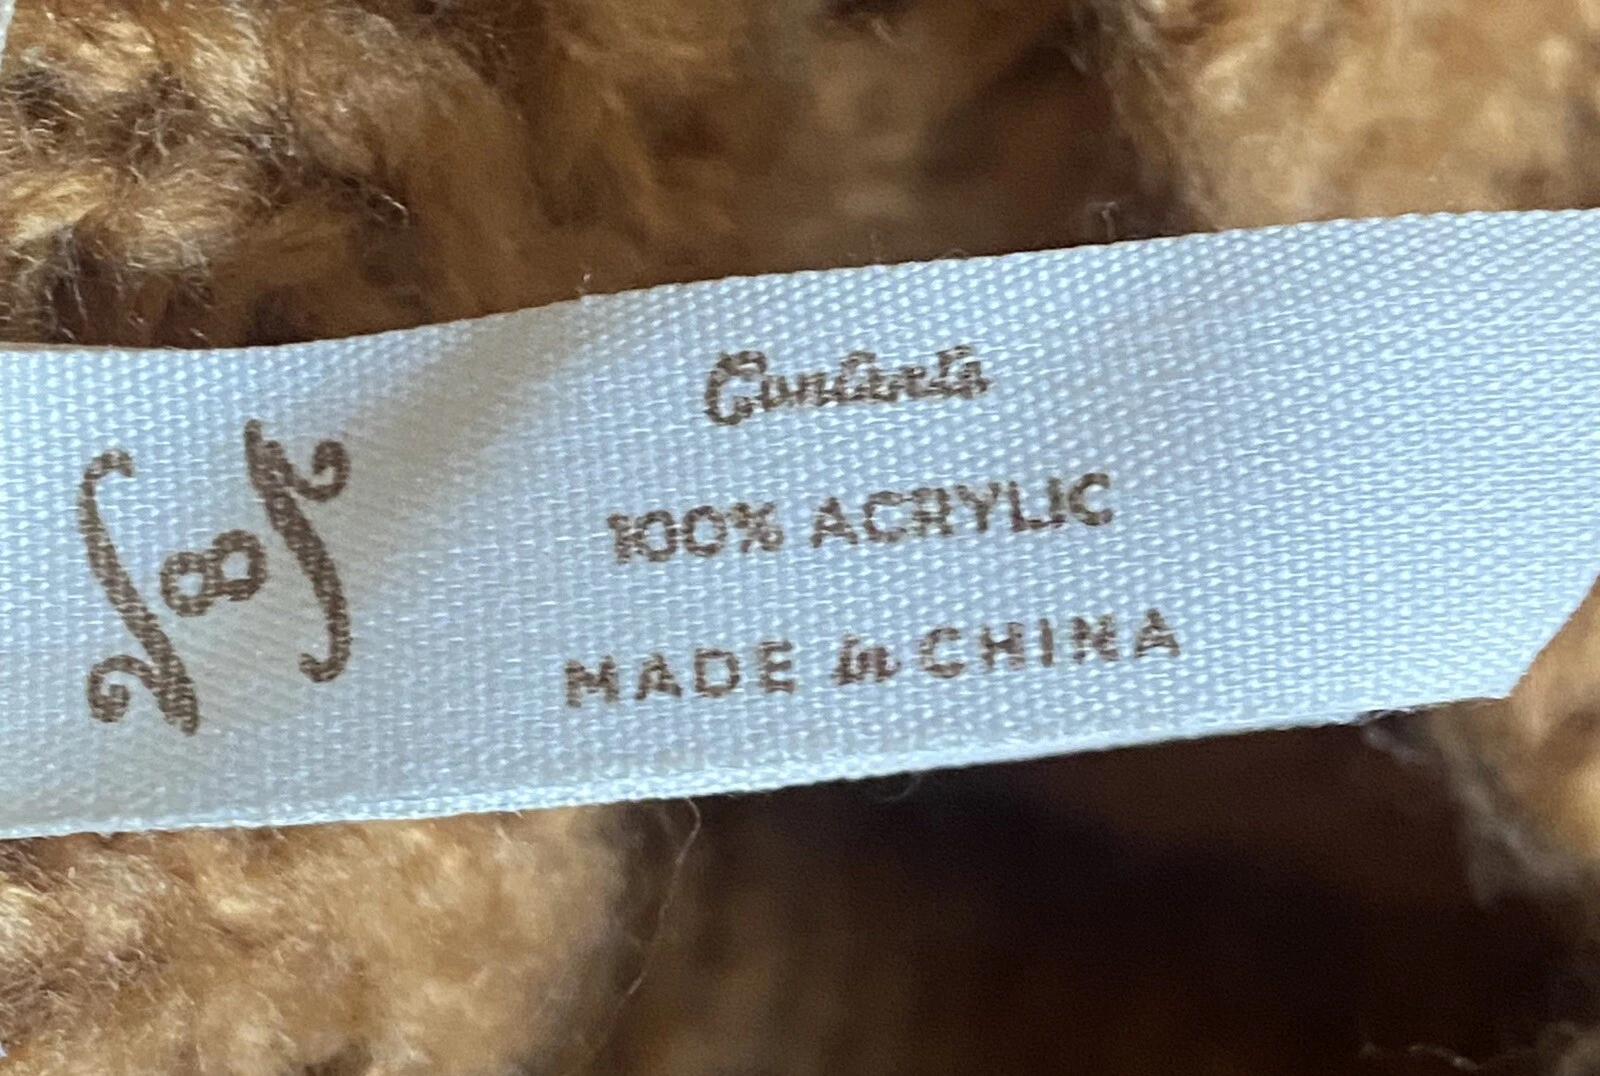 Contents
100% ACRYLIC
MADE in CHINA